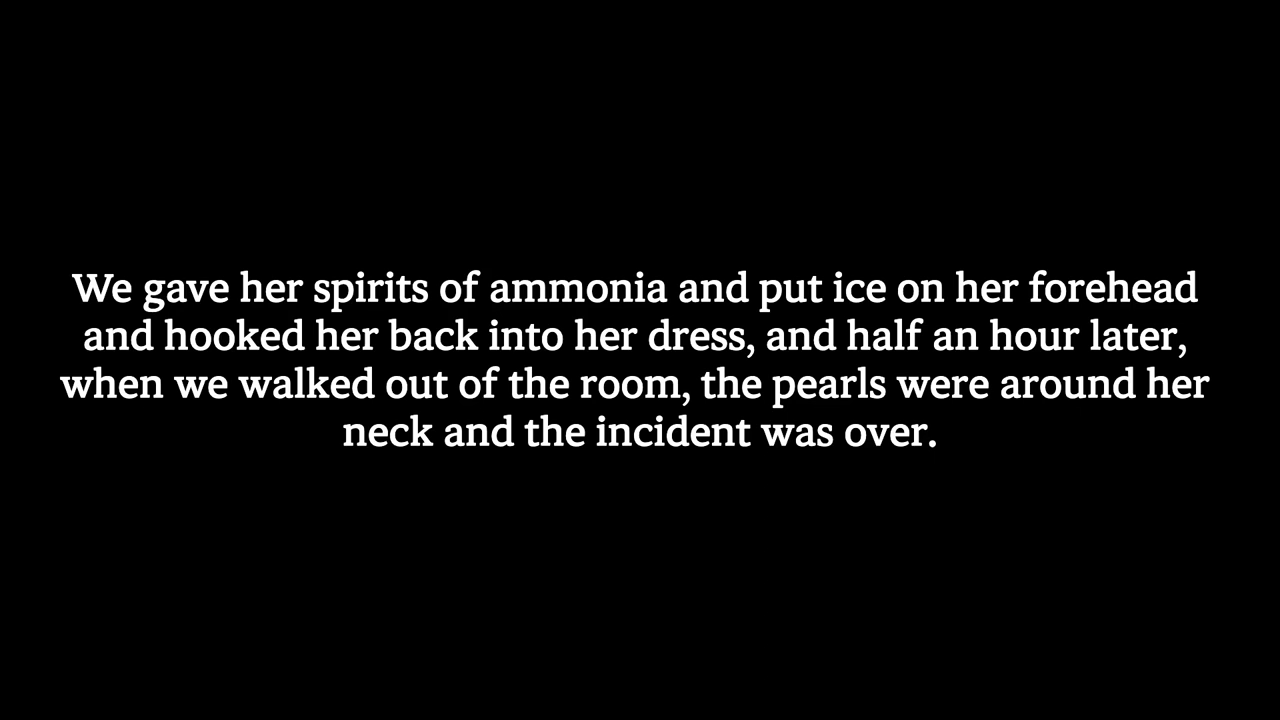 We gave her spirits of ammonia and put ice on her forehead
and hooked her back into her dress, and half an hour later,
when we walked out of the room, the pearls were around her
neck and the incident was over.